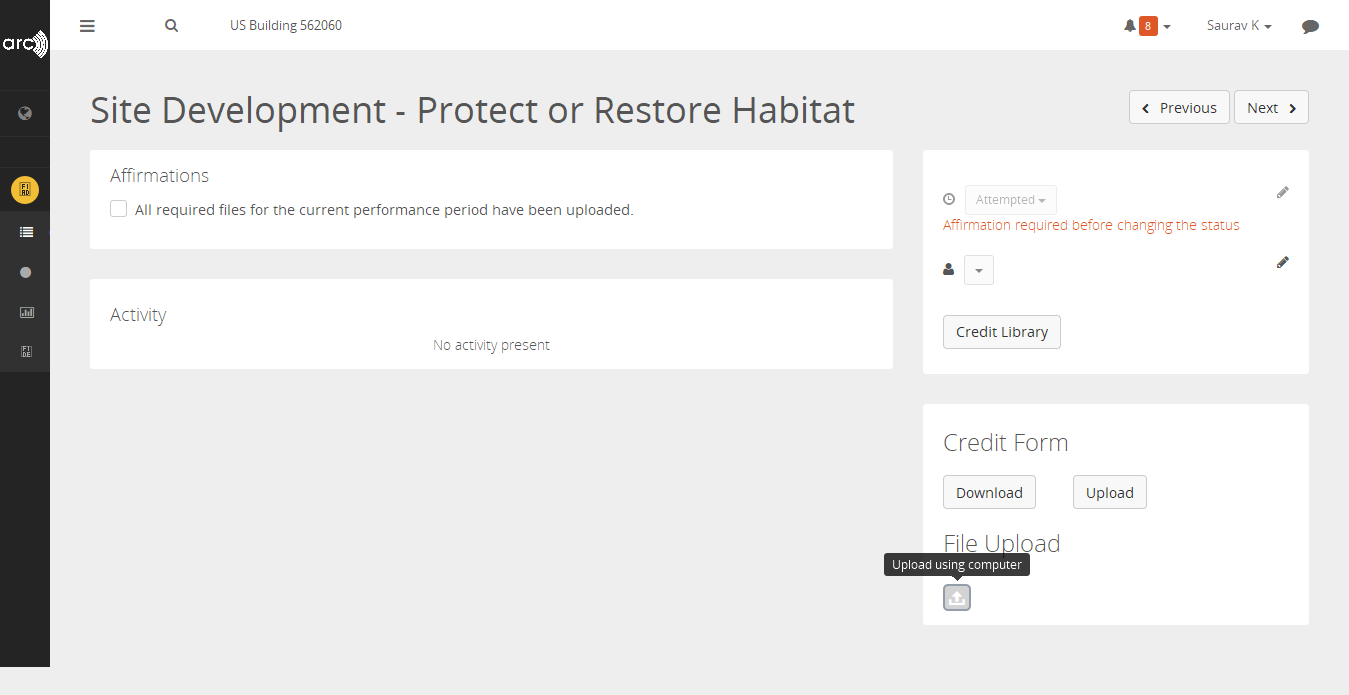 arc
US Building 562060
8
Saurav K
Site Development - Protect or Restore Habitat
Previous
Next
Affirmations
All required files for the current performance period have been uploaded.
Attempted
Affirmation required before changing the status
Credit Library
Activity
No activity present
Credit Form
Download
Upload
File Upload
Upload using computer